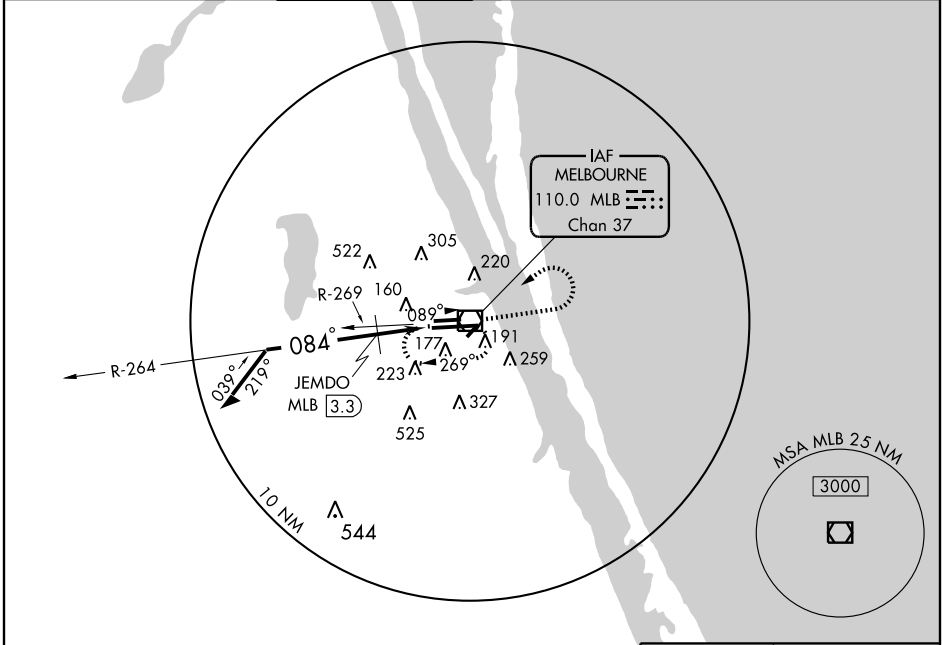 IAF
MELBOURNE
110.0 MLB
Chan 37
522
305
220
R-269
160
089°
084°
177
191
R-264
039°
219°
JEMDO
MLB 3.3
223
269°
259
327
525
10 NM
544
MSA MLB 25 NM
3000